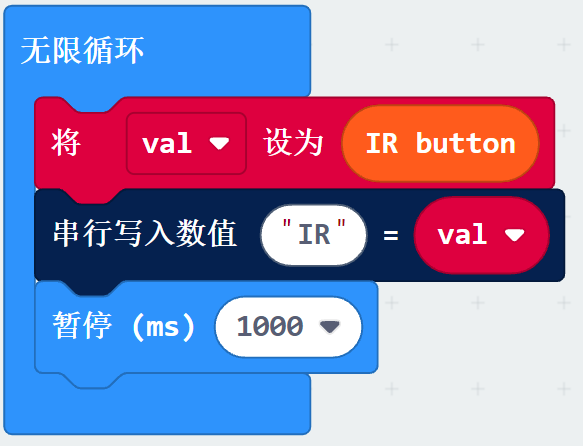 无限循环
将 val 设为 IR button
串行写入数值 "IR" = val
暂停 (ms) 1000